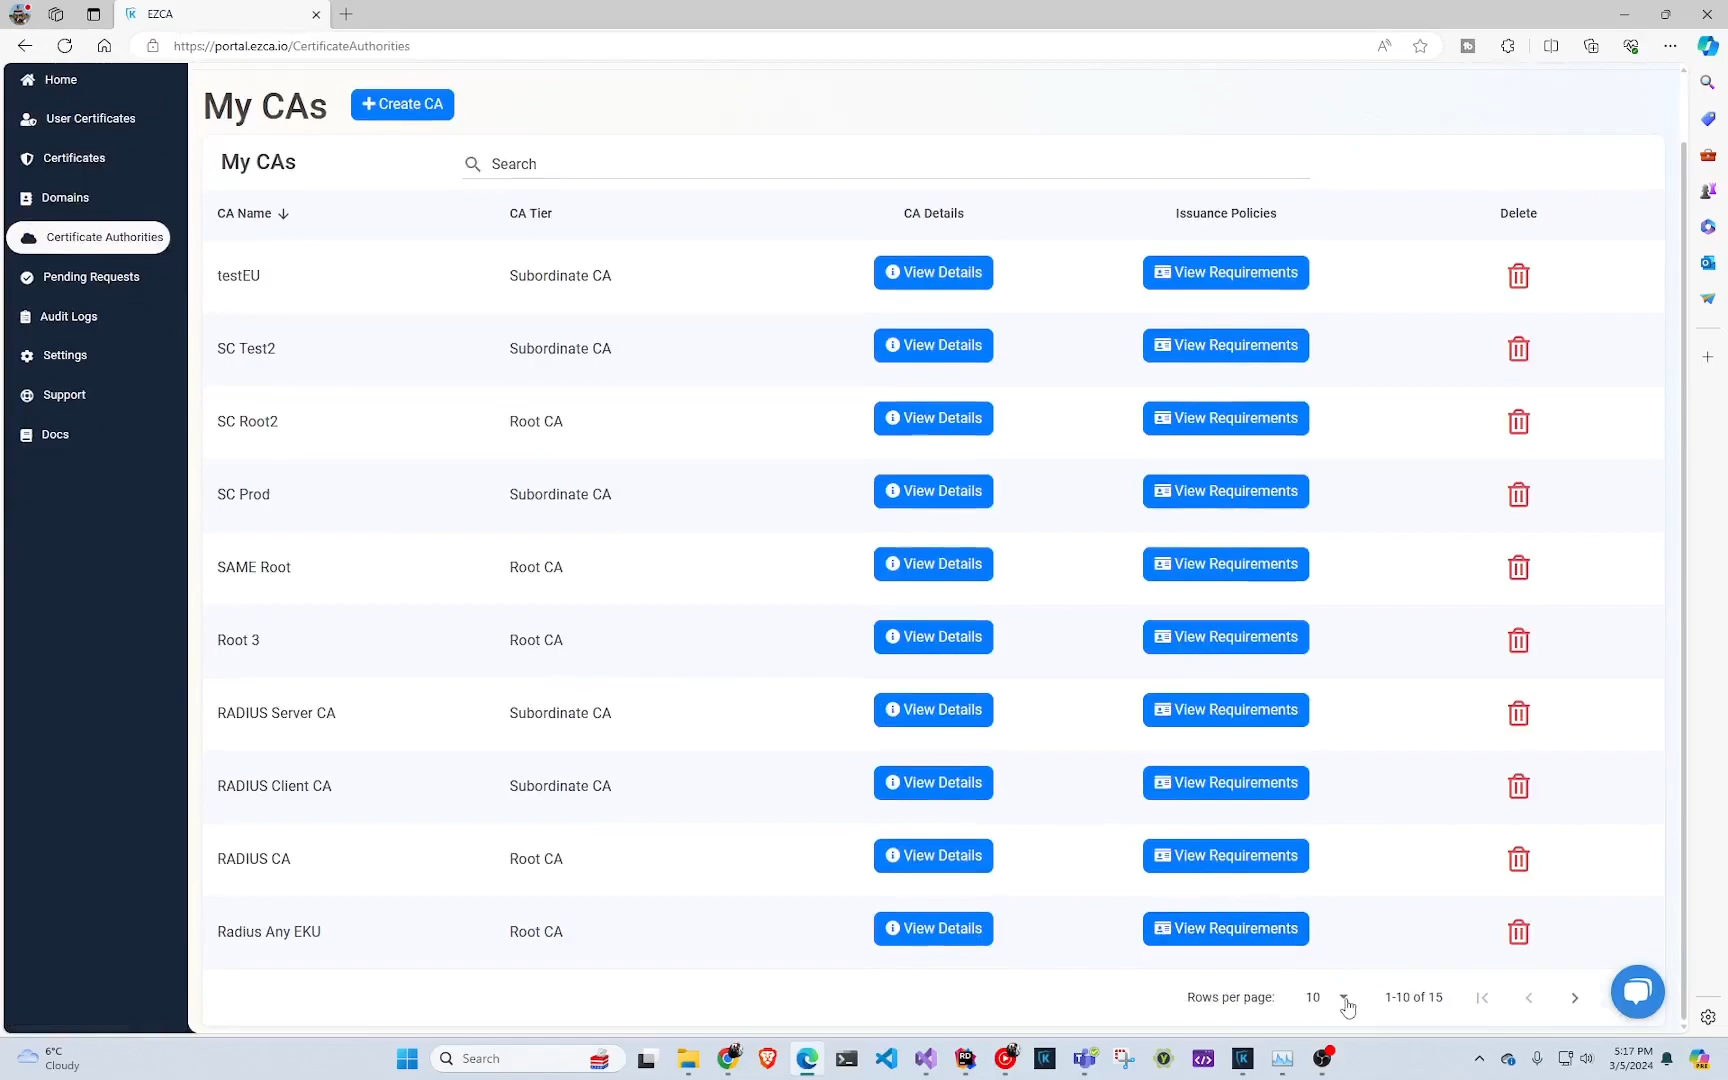 EZCA
https://portal.ezca.io/CertificateAuthorities
Home
User Certificates
Certificates
Domains
Certificate Authorities
Pending Requests
Audit Logs
Settings
Support
Docs
My CAs
Create CA
My CAs
Search
CA Name
CA Tier
CA Details
Issuance Policies
Delete
testEU
Subordinate CA
View Details
View Requirements
SC Test2
Subordinate CA
View Details
View Requirements
SC Root2
Root CA
View Details
View Requirements
SC Prod
Subordinate CA
View Details
View Requirements
SAME Root
Root CA
View Details
View Requirements
Root 3
Root CA
View Details
View Requirements
RADIUS Server CA
Subordinate CA
View Details
View Requirements
RADIUS Client CA
Subordinate CA
View Details
View Requirements
RADIUS CA
Root CA
View Details
View Requirements
Radius Any EKU
Root CA
View Details
View Requirements
Rows per page:
10
1-10 of 15
6°C
Cloudy
Search
5:17 PM
3/5/2024